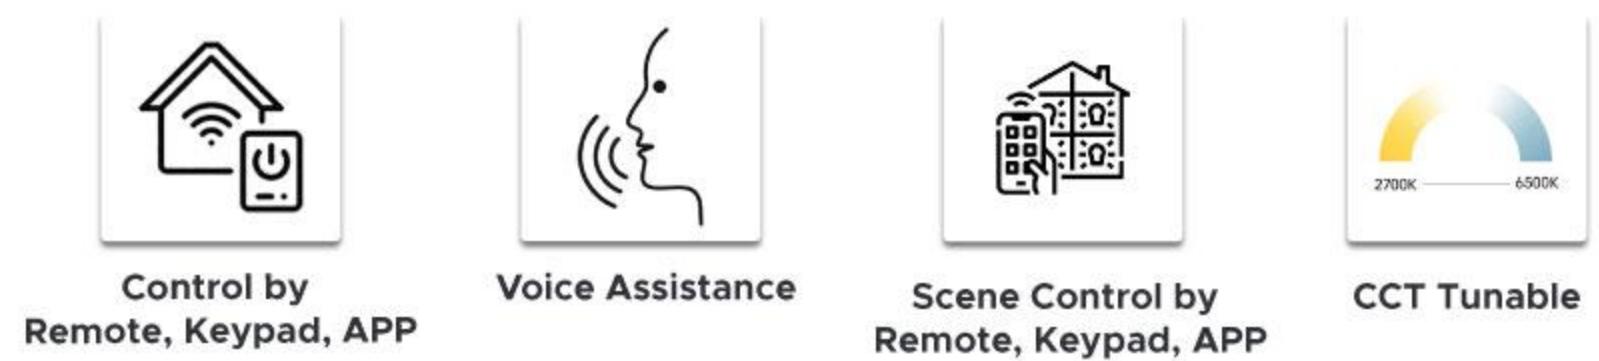 2700K
6500K
Control by
Remote, Keypad, APP
Voice Assistance
Scene Control by
Remote, Keypad, APP
CCT Tunable